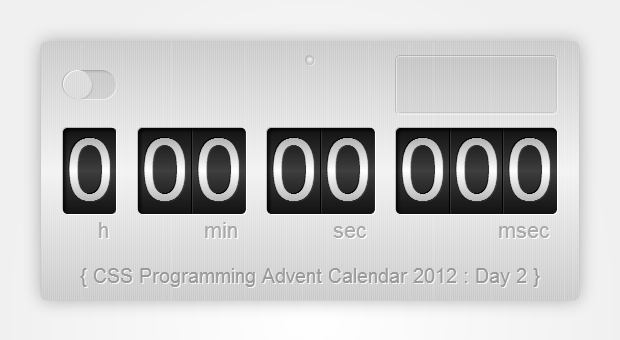 0 00 00 000
h min sec msec
{ CSS Programming Advent Calendar 2012 : Day 2 }